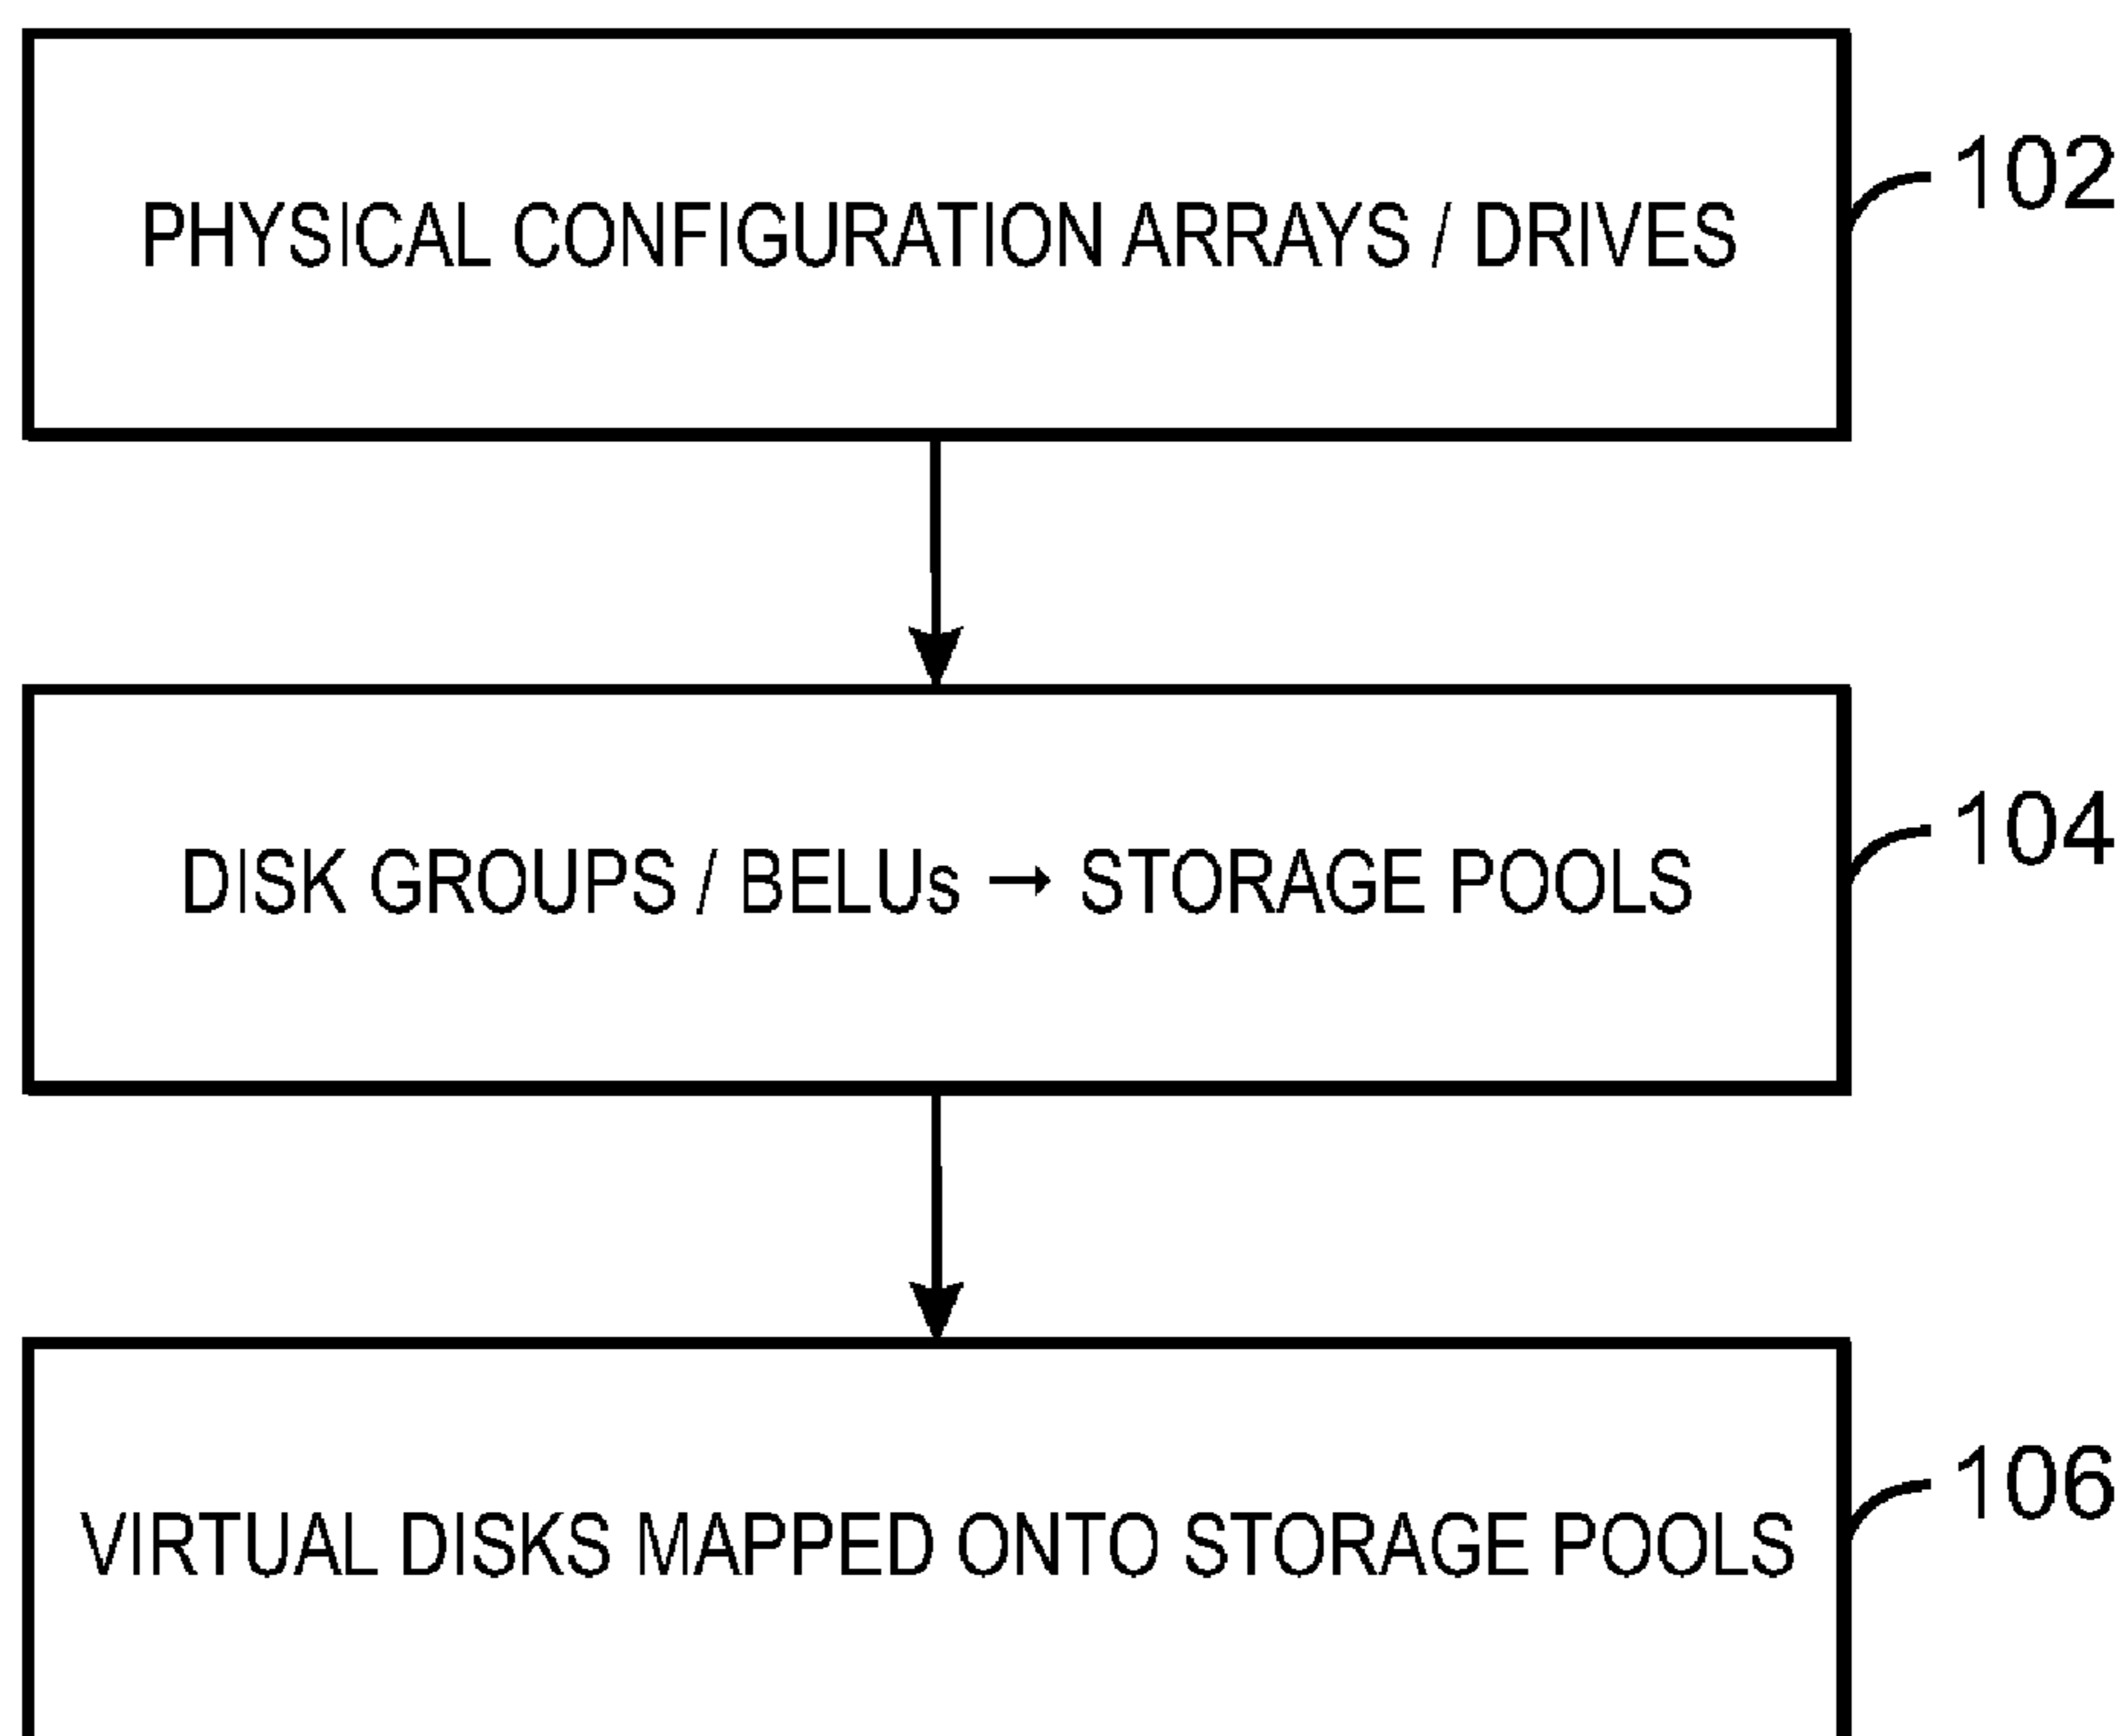 PHYSICAL CONFIGURATION ARRAYS / DRIVES
102
DISK GROUPS / BELUs → STORAGE POOLS
104
VIRTUAL DISKS MAPPED ONTO STORAGE POOLS
106